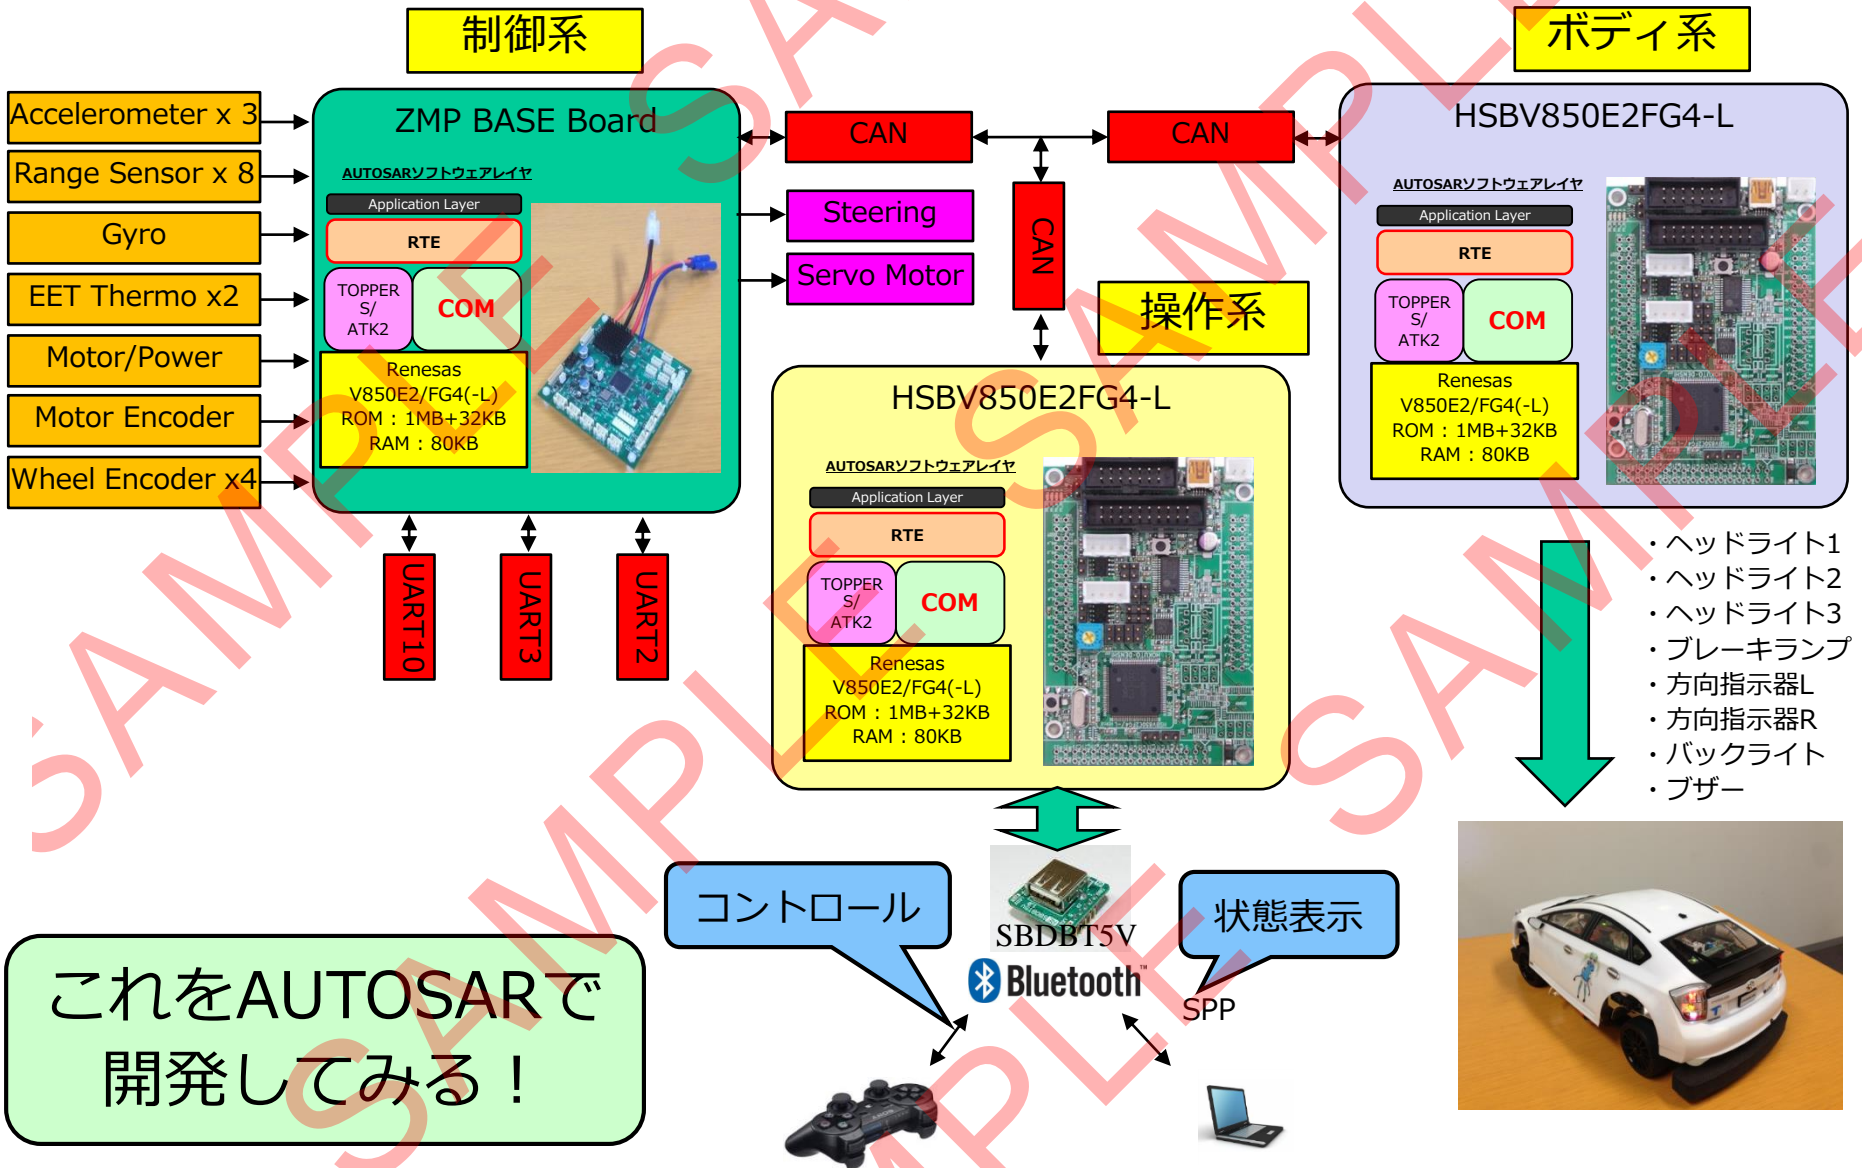 制御系
ボディ系
Accelerometer x 3
Range Sensor x 8
Gyro
EET Thermo x2
Motor/Power
Motor Encoder
Wheel Encoder x4
ZMP BASE Board
AUTOSARソフトウェアレイヤ
Application Layer
RTE
TOPPER
S/
ATK2
COM
Renesas
V850E2/FG4(-L)
ROM : 1MB+32KB
RAM : 80KB
UART10
UART3
UART2
CAN
CAN
CAN
Steering
Servo Motor
操作系
HSBV850E2FG4-L
AUTOSARソフトウェアレイヤ
Application Layer
RTE
TOPPER
S/
ATK2
COM
Renesas
V850E2/FG4(-L)
ROM : 1MB+32KB
RAM : 80KB
HSBV850E2FG4-L
AUTOSARソフトウェアレイヤ
Application Layer
RTE
TOPPER
S/
ATK2
COM
Renesas
V850E2/FG4(-L)
ROM : 1MB+32KB
RAM : 80KB
・ヘッドライト1
・ヘッドライト2
・ヘッドライト3
・ブレーキランプ
・方向指示器L
・方向指示器R
・バックライト
・ブザー
コントロール
SBDBT5V
Bluetooth™
状態表示
SPP
これをAUTOSARで
開発してみる！
SAMPLE SAMPLE
SAMPLE SAMPLE
SAMPLE SAMPLE